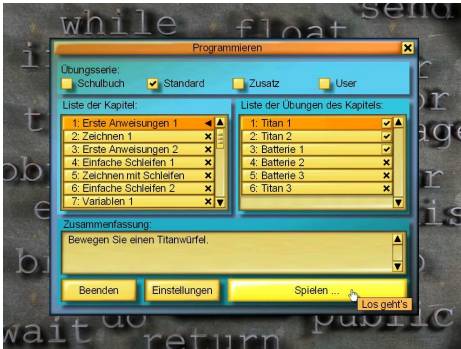 while
float
send
Programmieren
Übungsserie:
Schulbuch Standard Zusatz User
Liste der Kapitel:
1: Erste Anweisungen 1
2: Zeichnen 1
3: Erste Anweisungen 2
4: Einfache Schleifen 1
5: Zeichnen mit Schleifen
6: Einfache Schleifen 2
7: Variablen 1
Liste der Übungen des Kapitels:
1: Titan 1
2: Titan 2
3: Batterie 1
4: Batterie 2
5: Batterie 3
6: Titan 3
Zusammenfassung:
Bewegen Sie einen Titanwürfel.
Beenden Einstellungen Spielen ...
Los geht's
wait do return public